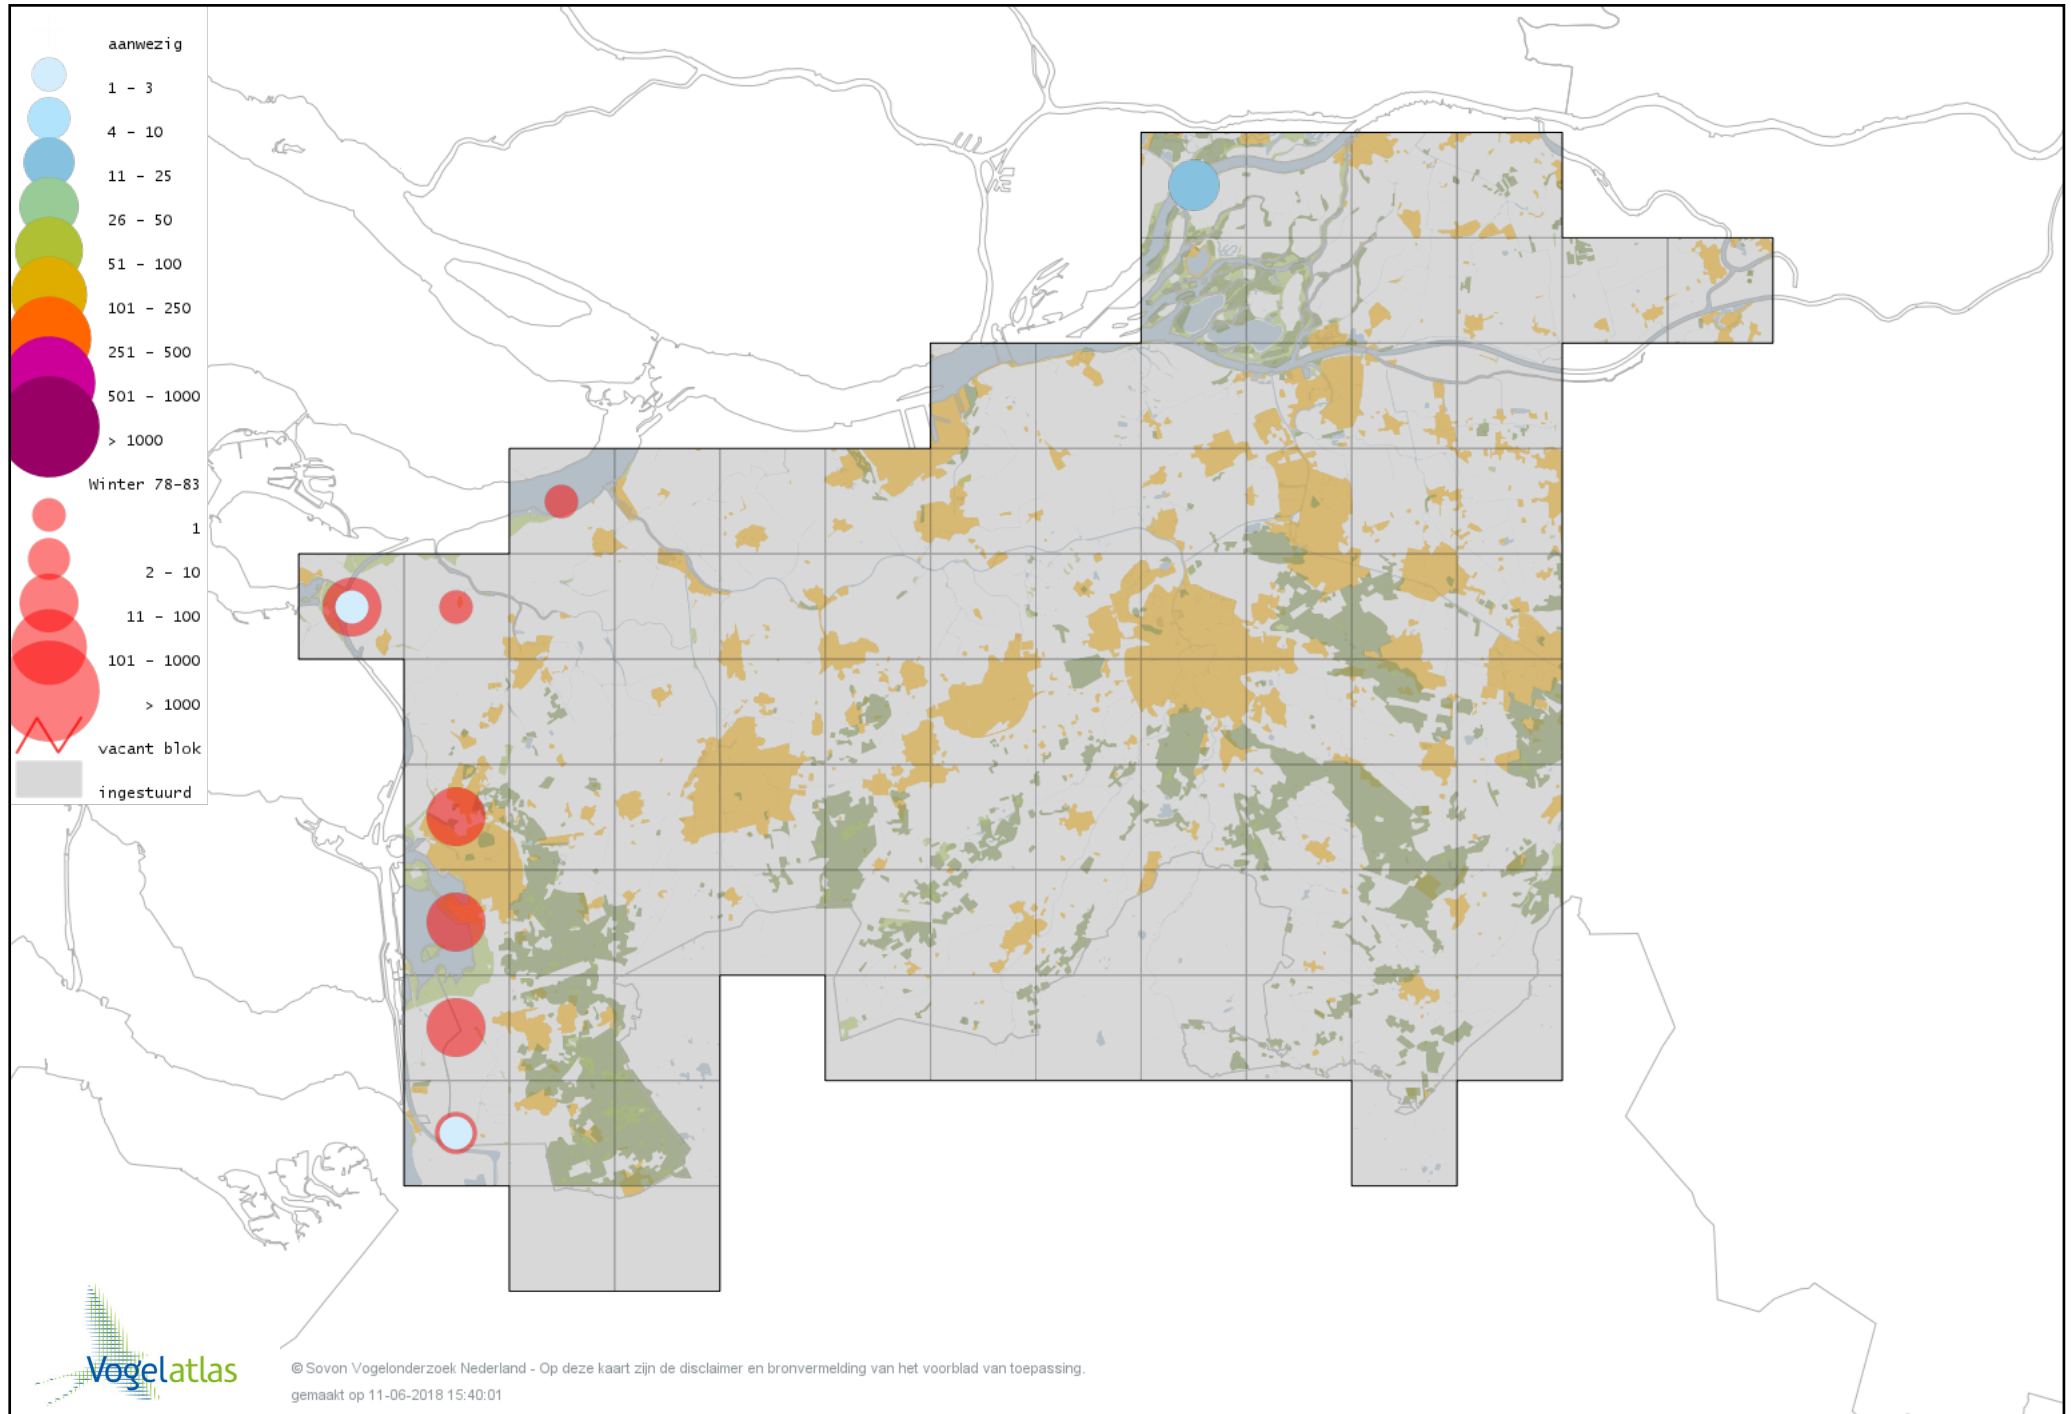 aanwezig
1 - 3
4 - 10
11 - 25
26 - 50
51 - 100
101 - 250
251 - 500
501 - 1000
> 1000
Winter 78-83
1
2 - 10
11 - 100
101 - 1000
> 1000
vacant blok
ingestuurd
Vogelatlas
© Sovon Vogelonderzoek Nederland - Op deze kaart zijn de disclaimer en bronvermelding van het voorblad van toepassing.
gemaakt op 11-06-2018 15:40:01